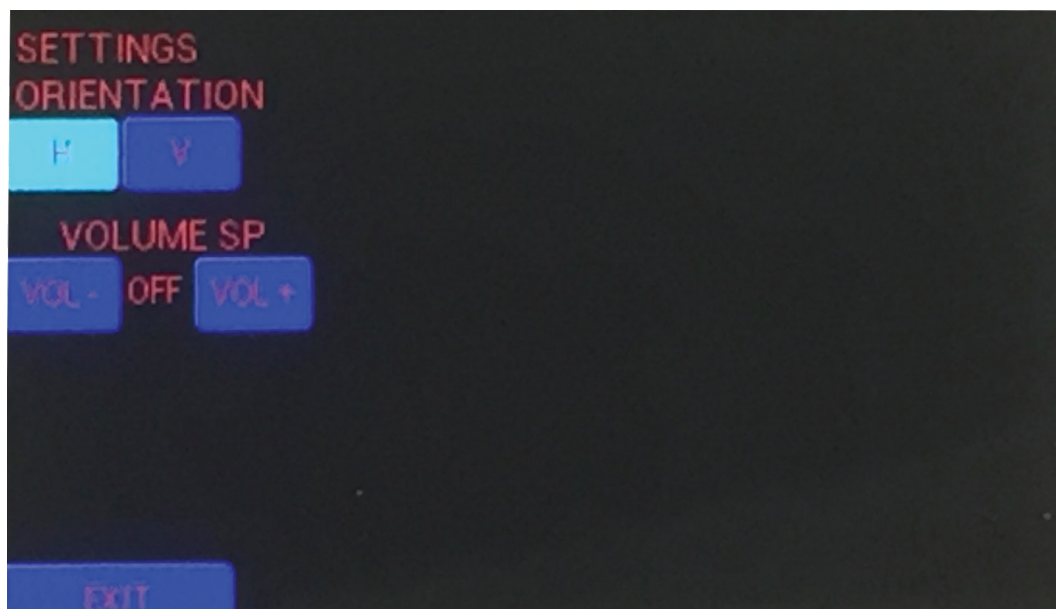 SETTINGS
ORIENTATION
H V
VOLUME SP
VOL - OFF VOL +
EXIT